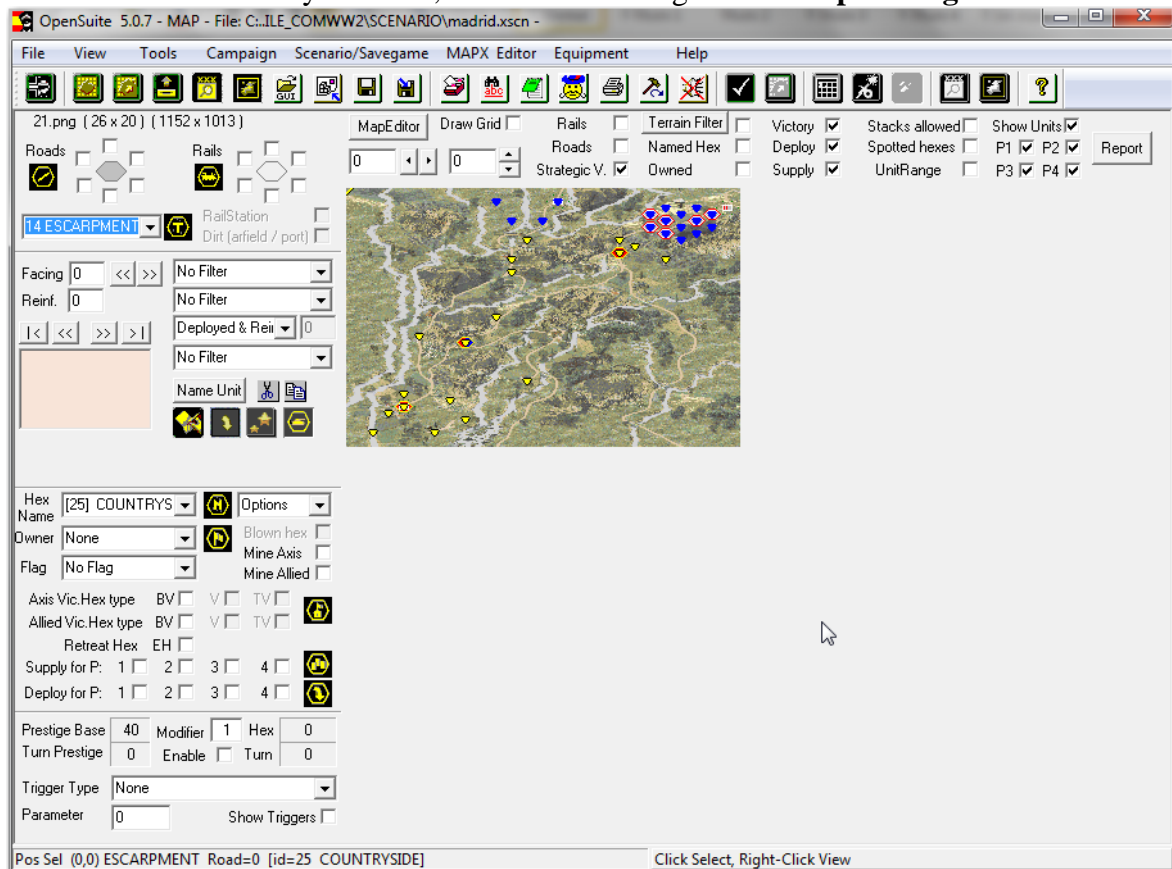 OpenSuite 5.0.7 - MAP - File: C:..ILE_COMWW2\SCENARIO\madrid.xscn -
File View Tools Campaign Scenario/Savegame MAPX Editor Equipment Help
GUI abc ?
21.png ( 26 x 20 ) ( 1152 x 1013 )
MapEditor Draw Grid Rails Terrain Filter Victory Stacks allowed Show Units
Roads Rails
0 0 Roads Named Hex Deploy Spotted hexes P1 P2 Report
Strategic V. Owned Supply UnitRange P3 P4
14 ESCARPMENT T RailStation
Dirt (arfield / port)
Facing 0 << >> No Filter
Reinf. 0 No Filter
|< << >> >| Deployed & Rei 0
No Filter
Name Unit
Hex Name [25] COUNTRYS H Options
Owner None Blown hex
Mine Axis
Flag No Flag Mine Allied
Axis Vic.Hex type BV V TV
Allied Vic.Hex type BV V TV
Retreat Hex EH
Supply for P: 1 2 3 4
Deploy for P: 1 2 3 4
Prestige Base 40 Modifier 1 Hex 0
Turn Prestige 0 Enable Turn 0
Trigger Type None
Parameter 0 Show Triggers
Pos Sel (0,0) ESCARPMENT Road=0 [id=25 COUNTRYSIDE] Click Select, Right-Click View